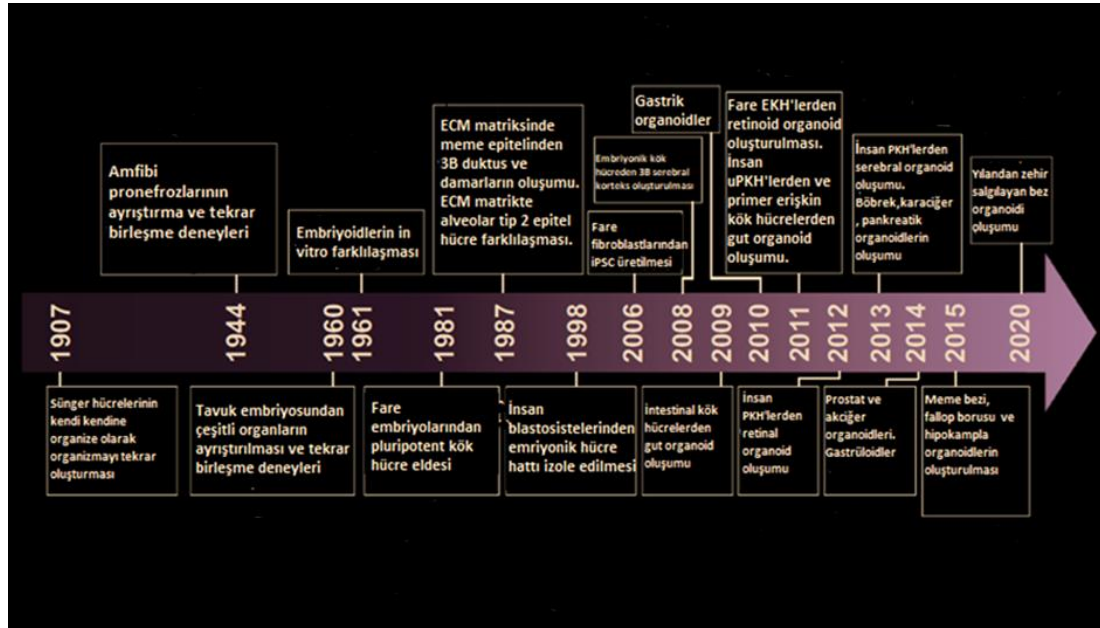 Amfibi
pronefrozlarının
ayrıştırma ve tekrar
birleşme deneyleri
Embriyoidlerin in
vitro farklılaşması
ECM matriksinde
meme epitelinden
3B duktus ve
damarların oluşumu.
ECM matrikte
alveolar tip 2 epitel
hücre farklılaşması.
Embriyonik kök
hücreden 3B serebral
korteks oluşturulması
Fare
fibroblastlarından
iPSC üretilmesi
Gastrik
organoidler
Fare EKH'lerden
retinoid organoid
oluşturulması.
İnsan
uPKH'lerden ve
primer erişkin
kök hücrelerden
gut organoid
oluşumu.
İnsan PKH'lerden
serebral organoid
oluşumu.
Böbrek,karaciğer
, pankreatik
organoidlerin
oluşumu
Yılandan zehir
salgılayan bez
organoidi
oluşumu
1907
1944
1960
1961
1981
1987
1998
2006
2008
2009
2010
2011
2012
2013
2014
2015
2020
Sünger hücrelerinin
kendi kendine
organize olarak
organizmayı tekrar
oluşturması
Tavuk embriyosundan
çeşitli organların
ayrıştırılması ve tekrar
birleşme deneyleri
Fare
embriyolarından
pluripotent kök
hücre eldesi
İnsan
blastosistelerinden
emriyonik hücre
hattı izole edilmesi
İntestinal kök
hücrelerden
gut organoid
oluşumu
İnsan
PKH'lerden
retinal
organoid
oluşumu
Prostat ve
akciğer
organoidleri.
Gastrüloidler
Meme bezi,
fallop borusu ve
hipokampla
organoidlerin
oluşturulması